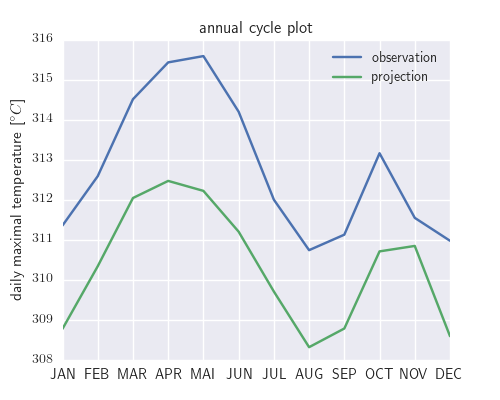 annual cycle plot
observation
projection
daily maximal temperature [°C]
316
315
314
313
312
311
310
309
308
JAN FEB MAR APR MAI JUN JUL AUG SEP OCT NOV DEC